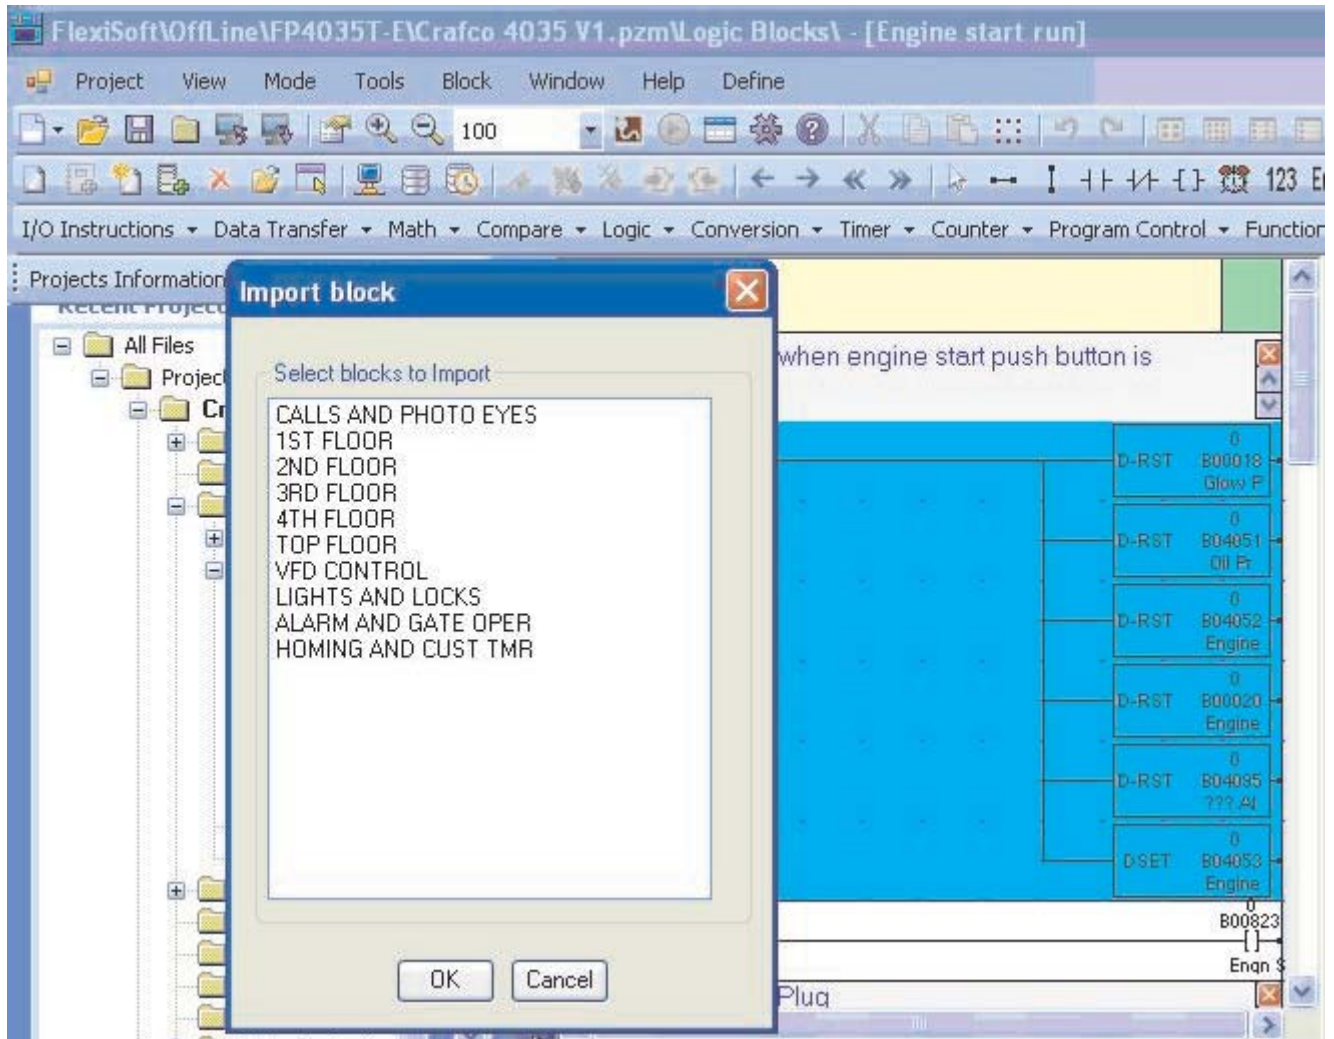 FlexiSoft\OffLine\FP4035T-E\Crafco 4035 V1.pzm\Logic Blocks\ - [Engine start run]
Project View Mode Tools Block Window Help Define
100
123
I/O Instructions Data Transfer Math Compare Logic Conversion Timer Counter Program Control Function
Projects Information
Import block
All Files
Project
Cr
Select blocks to Import
CALLS AND PHOTO EYES
1ST FLOOR
2ND FLOOR
3RD FLOOR
4TH FLOOR
TOP FLOOR
VFD CONTROL
LIGHTS AND LOCKS
ALARM AND GATE OPER
HOMING AND CUST TMR
OK Cancel
when engine start push button is
0
D-RST B00018
Glow P
0
D-RST B04051
Oil Pr
0
D-RST B04052
Engine
0
D-RST B00020
Engine
0
D-RST B04095
???.Al
0
DSET B04053
Engine
0
B00823
Engn S
Plug